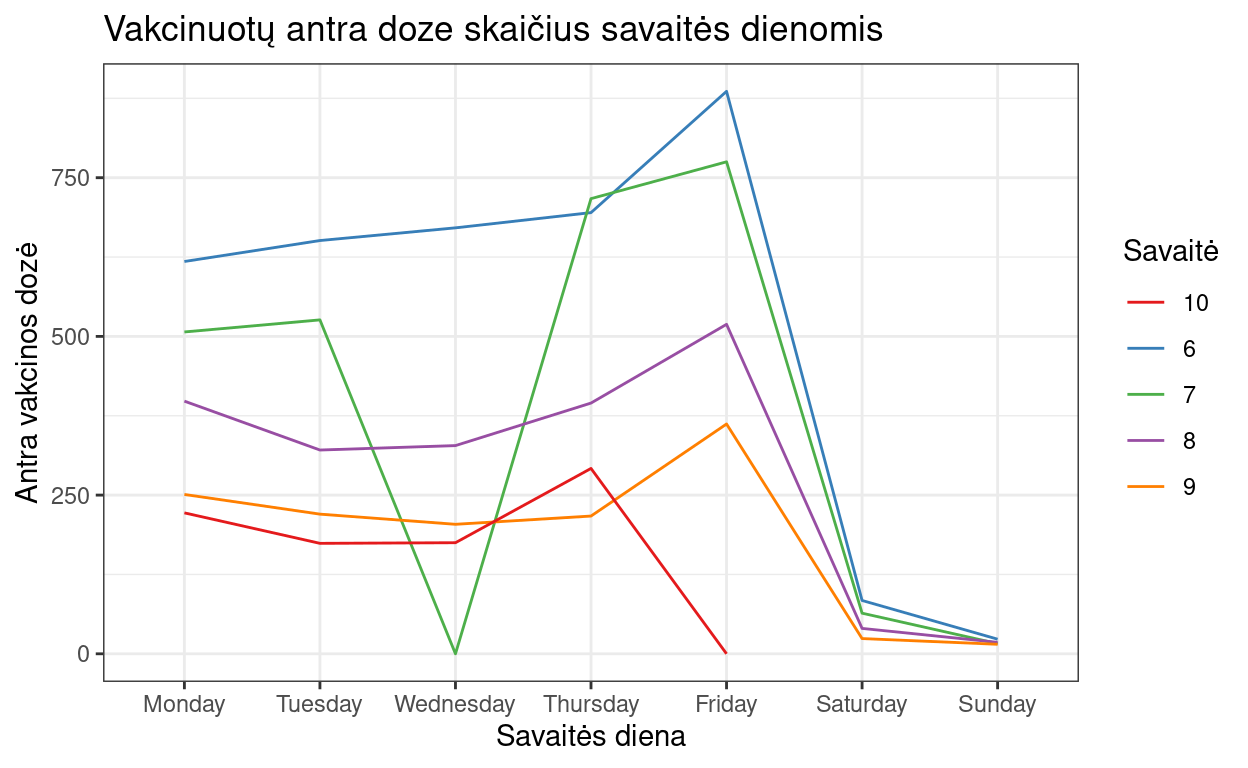 Vakcinuotų antra doze skaičius savaitės dienomis
Antra vakcinos dozė
750
500
250
0
Monday Tuesday Wednesday Thursday Friday Saturday Sunday
Savaitės diena
Savaitė
10
6
7
8
9